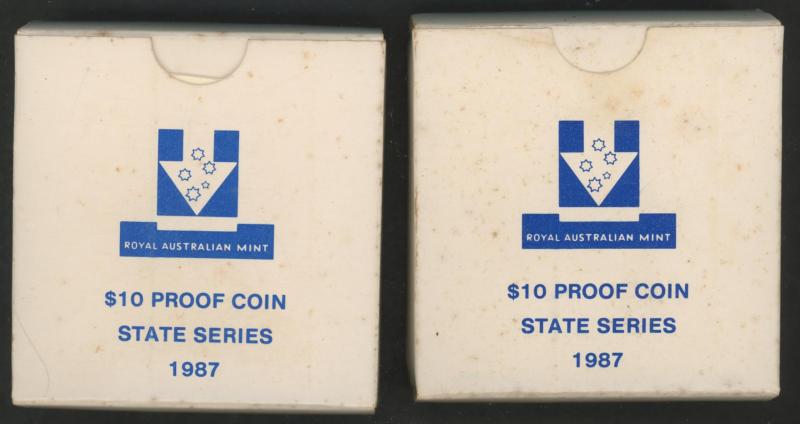 ROYAL AUSTRALIAN MINT
$10 PROOF COIN
STATE SERIES
1987
ROYAL AUSTRALIAN MINT
$10 PROOF COIN
STATE SERIES
1987